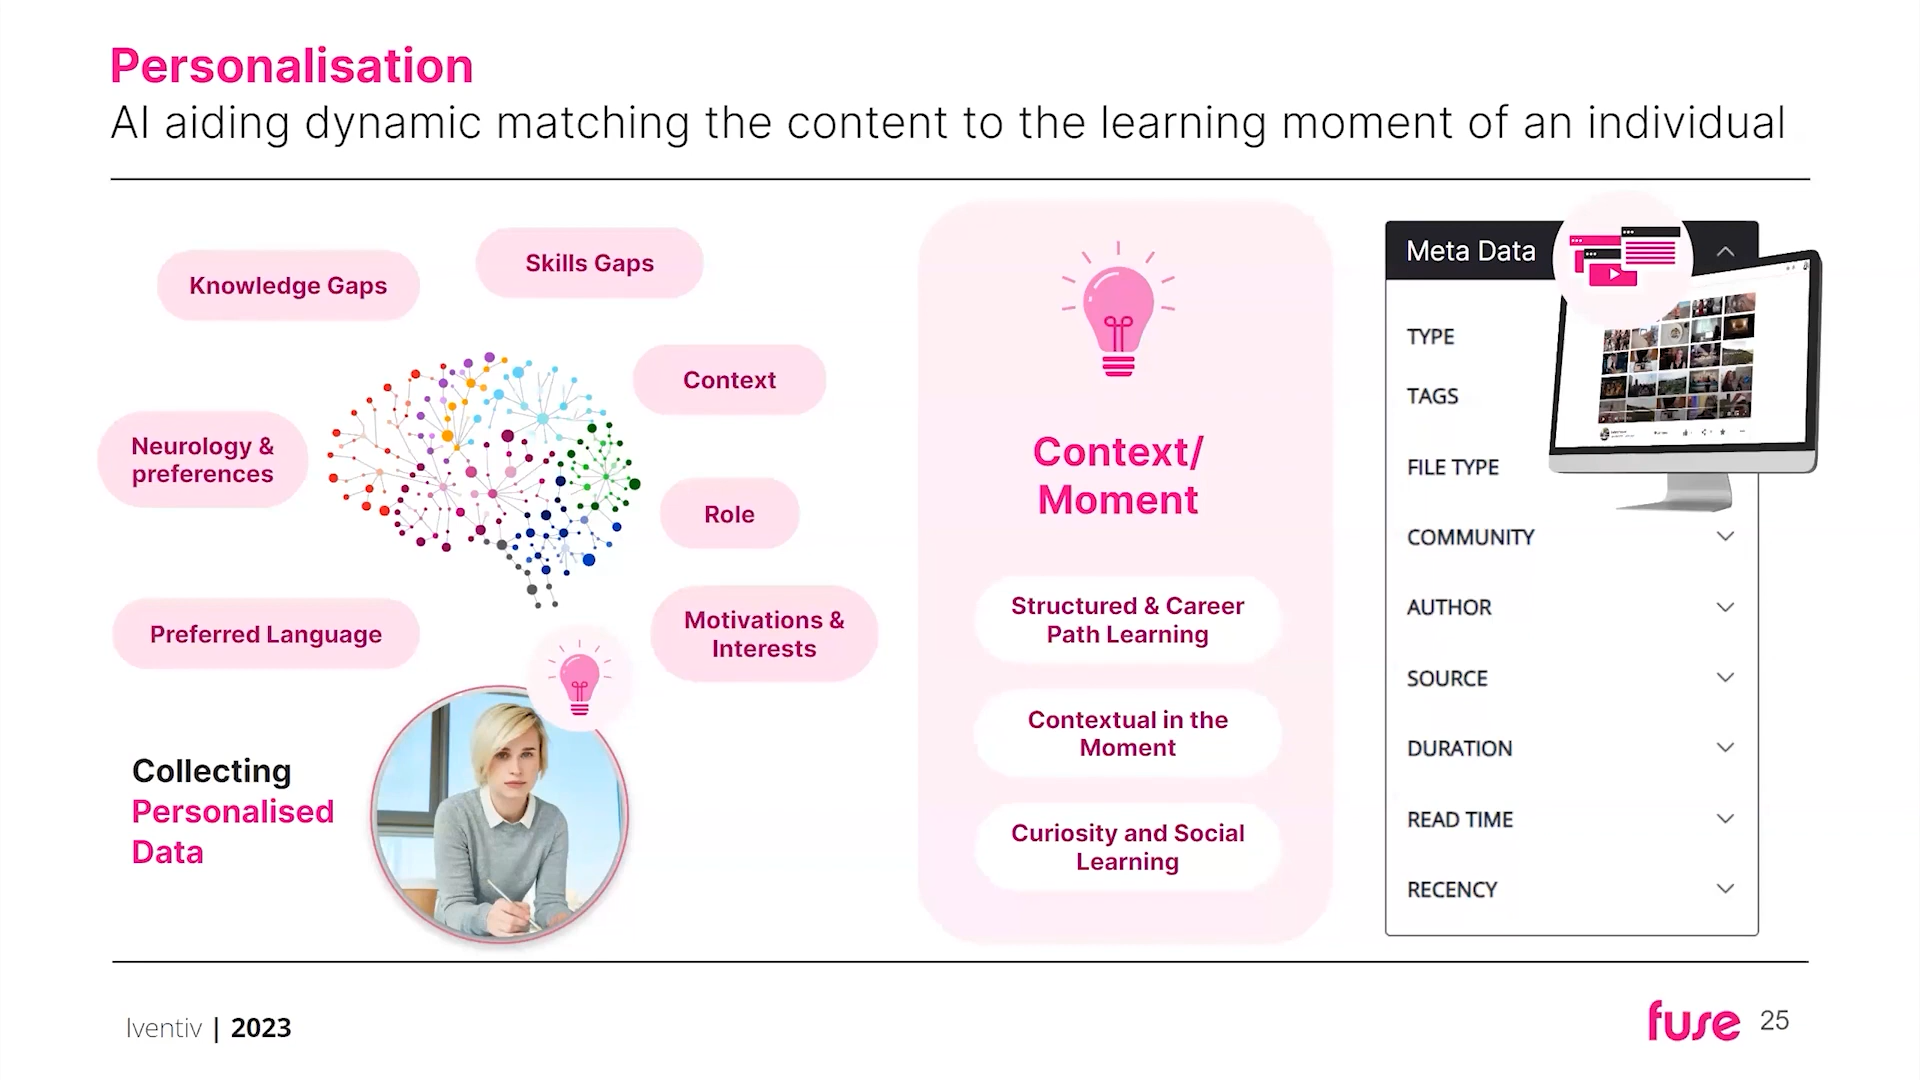 Personalisation
AI aiding dynamic matching the content to the learning moment of an individual
Knowledge Gaps
Skills Gaps
Context
Neurology &
preferences
Role
Preferred Language
Motivations &
Interests
Collecting
Personalised
Data
Context/
Moment
Structured & Career
Path Learning
Contextual in the
Moment
Curiosity and Social
Learning
Meta Data
TYPE
TAGS
FILE TYPE
COMMUNITY
AUTHOR
SOURCE
DURATION
READ TIME
RECENCY
Iventiv | 2023
fuse 25